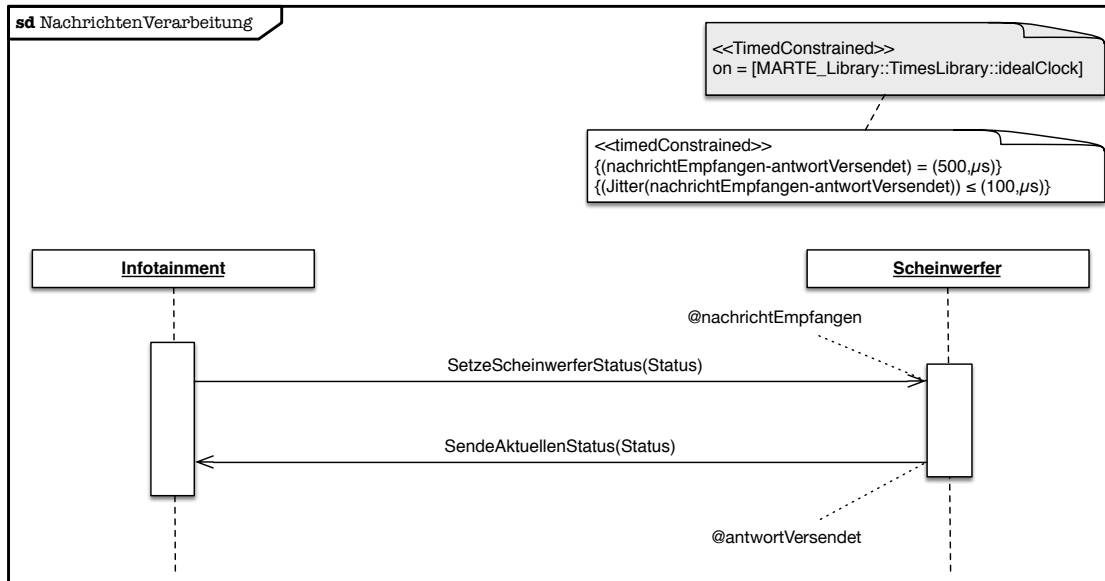 sd NachrichtenVerarbeitung
<<TimedConstrained>>
on = [MARTE_Library::TimesLibrary::idealClock]
<<timedConstrained>>
{(nachrichtEmpfangen-antwortVersendet) = (500,µs)}
{(Jitter(nachrichtEmpfangen-antwortVersendet)) ≤ (100,µs)}
Infotainment
Scheinwerfer
@nachrichtEmpfangen
SetzeScheinwerferStatus(Status)
SendeAktuellenStatus(Status)
@antwortVersendet